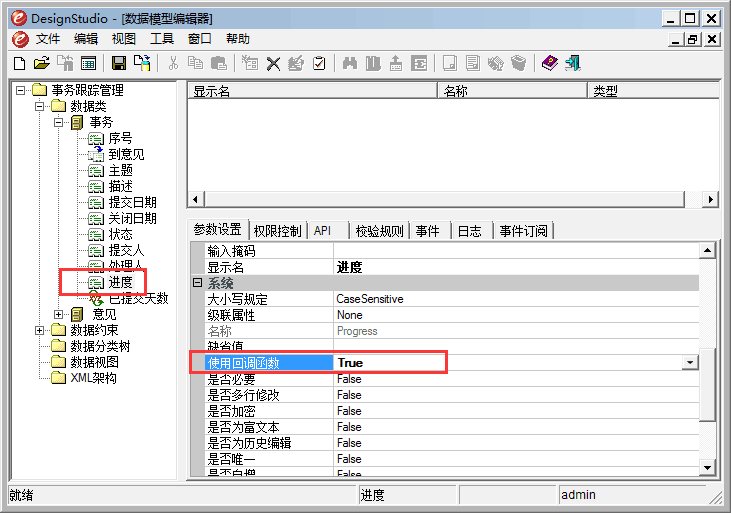 DesignStudio - [数据模型编辑器]
文件 编辑 视图 工具 窗口 帮助
事务跟踪管理
数据类
事务
序号
到意见
主题
描述
提交日期
关闭日期
状态
提交人
处理人
进度
已提交天数
意见
数据约束
数据分类树
数据视图
XML架构
显示名 名称 类型
参数设置 权限控制 API 校验规则 事件 日志 事件订阅
输入掩码
显示名 进度
系统
大小写规定 CaseSensitive
级联属性 None
名称 Progress
缺省值
使用回调函数 True
是否必要 False
是否多行修改 False
是否加密 False
是否为富文本 False
是否为历史编辑 False
是否唯一 False
是否自增 False
就绪 进度 admin